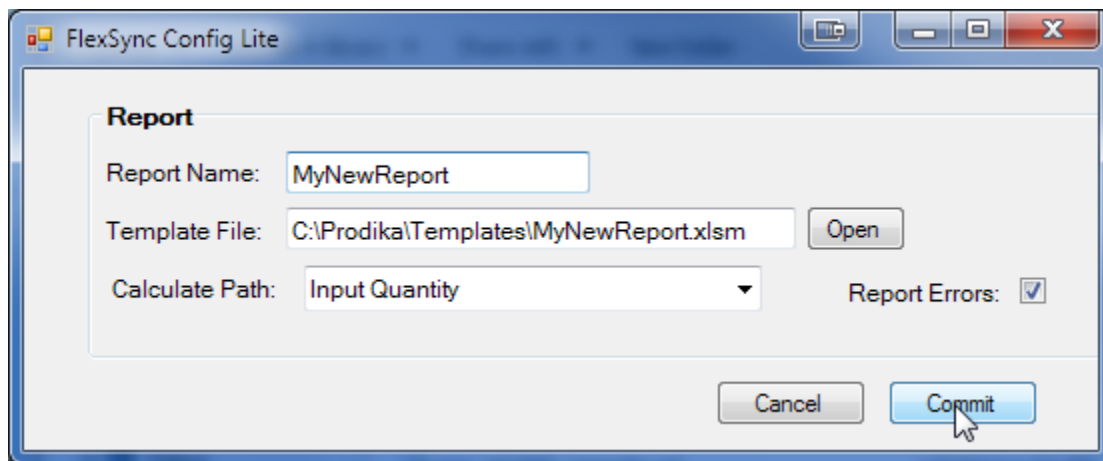 FlexSync Config Lite
Report
Report Name: MyNewReport
Template File: C:\Prodika\Templates\MyNewReport.xlsm Open
Calculate Path: Input Quantity Report Errors:
Cancel Commit